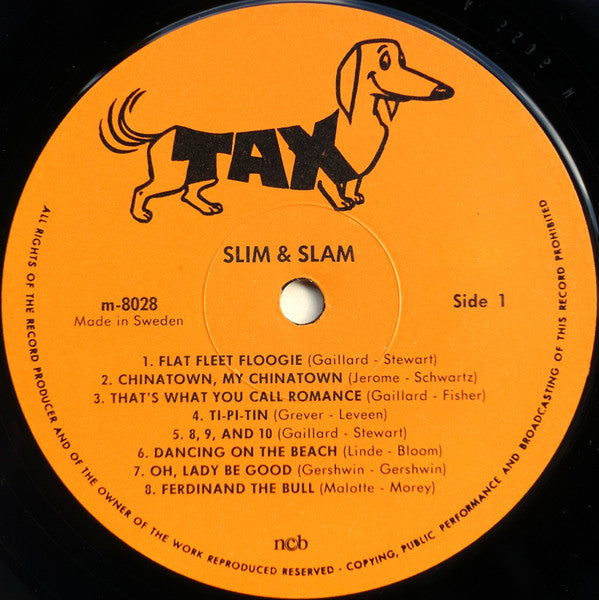 TAX
SLIM & SLAM
m-8028
Made in Sweden
Side 1
1. FLAT FLEET FLOOGIE (Gaillard - Stewart)
2. CHINATOWN, MY CHINATOWN (Jerome - Schwartz)
3. THAT'S WHAT YOU CALL ROMANCE (Gaillard - Fisher)
4. TI-PI-TIN (Grever - Leveen)
5. 8, 9, AND 10 (Gaillard - Stewart)
6. DANCING ON THE BEACH (Linde - Bloom)
7. OH, LADY BE GOOD (Gershwin - Gershwin)
8. FERDINAND THE BULL (Malotte - Morey)
ncb
ALL RIGHTS OF THE RECORD PRODUCER AND OF THE OWNER OF THE WORK REPRODUCED RESERVED - COPYING, PUBLIC PERFORMANCE AND BROADCASTING OF THIS RECORD PROHIBITED